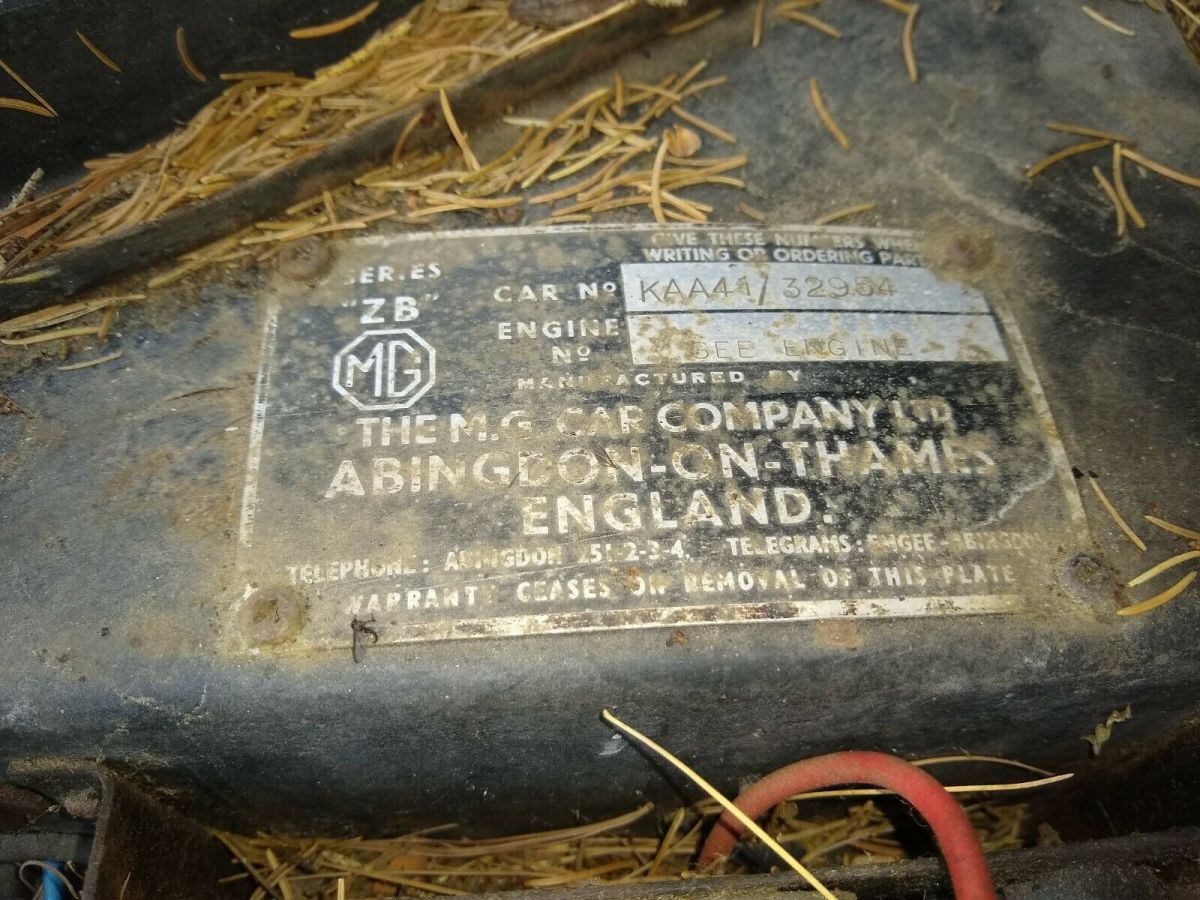 GIVE THESE NUMBERS WHEN
WRITING OR ORDERING PARTS
SERIES
"ZB"
CAR No KAA41/32954
ENGINE
No SEE ENGINE
MG
MANUFACTURED BY
THE M.G. CAR COMPANY LTD
ABINGDON-ON-THAMES
ENGLAND.
TELEPHONE: ABINGDON 251-2-3-4. TELEGRAMS: EMGEE-ABINGDON
WARRANTY CEASES ON REMOVAL OF THIS PLATE